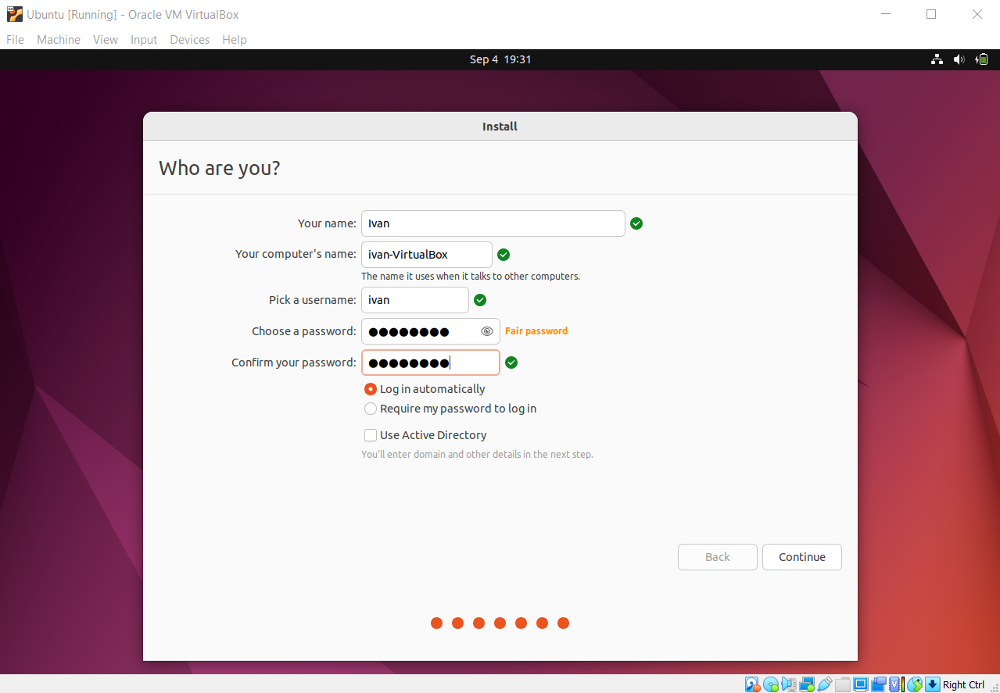 Ubuntu [Running] - Oracle VM VirtualBox
File Machine View Input Devices Help
Sep 4 19:31
Install
Who are you?
Your name: Ivan
Your computer's name: ivan-VirtualBox
The name it uses when it talks to other computers.
Pick a username: ivan
Choose a password: ●●●●●●●● Fair password
Confirm your password: ●●●●●●●●
Log in automatically
Require my password to log in
Use Active Directory
You'll enter domain and other details in the next step.
Back Continue
Right Ctrl